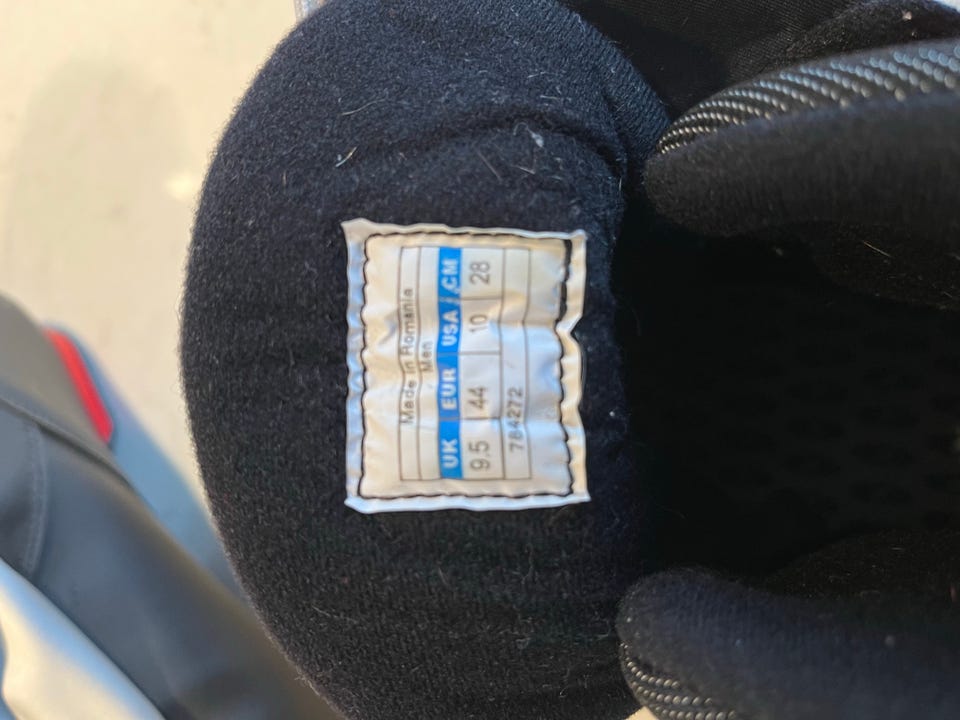 Made in Romania
Men
UK EUR USA CM
9.5 44 10 28
784272